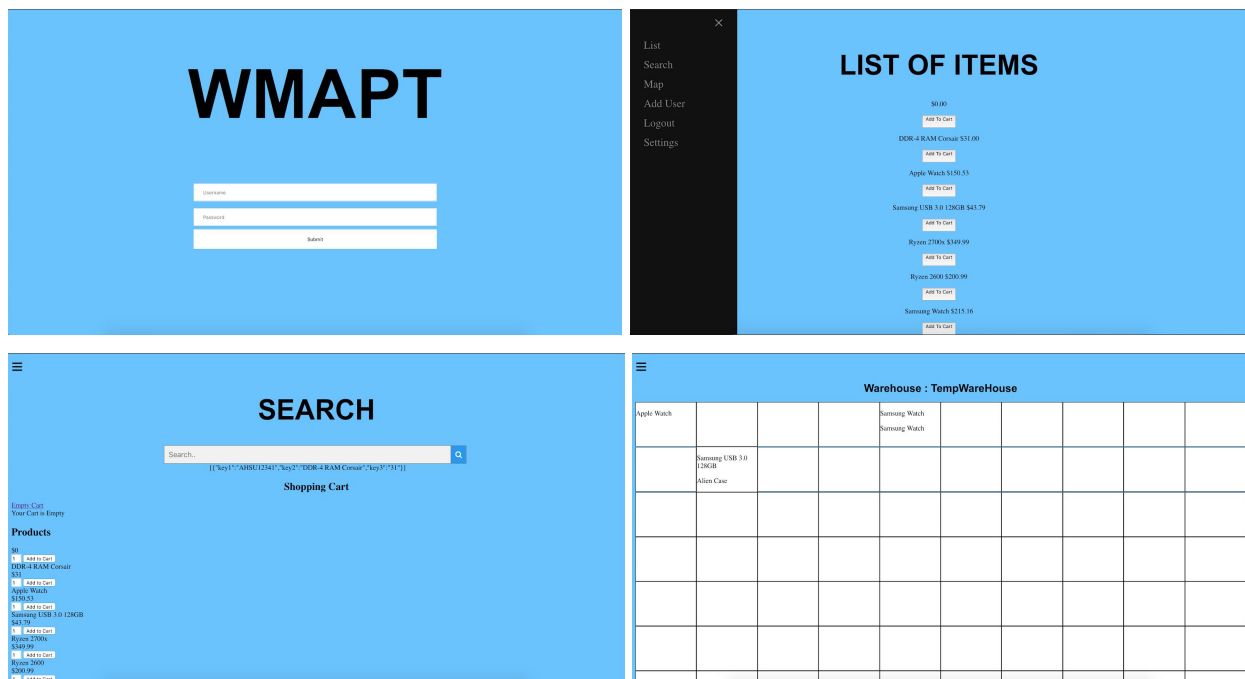 WMAPT
Username
Password
Submit
×
List
Search
Map
Add User
Logout
Settings
LIST OF ITEMS
$0.00
Add To Cart
DDR-4 RAM Corsair $31.00
Add To Cart
Apple Watch $150.53
Add To Cart
Samsung USB 3.0 128GB $43.79
Add To Cart
Ryzen 2700x $349.99
Add To Cart
Ryzen 2600 $200.99
Add To Cart
Samsung Watch $215.16
Add To Cart
SEARCH
Search..
[{"key1":"AHSU12341","key2":"DDR-4 RAM Corsair","key3":"31"}]
Shopping Cart
Empty Cart
Your Cart is Empty
Products
$0
1 Add to Cart
DDR-4 RAM Corsair
$31
1 Add to Cart
Apple Watch
$150.53
1 Add to Cart
Samsung USB 3.0 128GB
$43.79
1 Add to Cart
Ryzen 2700x
$349.99
1 Add to Cart
Ryzen 2600
$200.99
1 Add to Cart
Warehouse : TempWareHouse
Apple Watch
Samsung Watch
Samsung Watch
Samsung USB 3.0
128GB
Alien Case